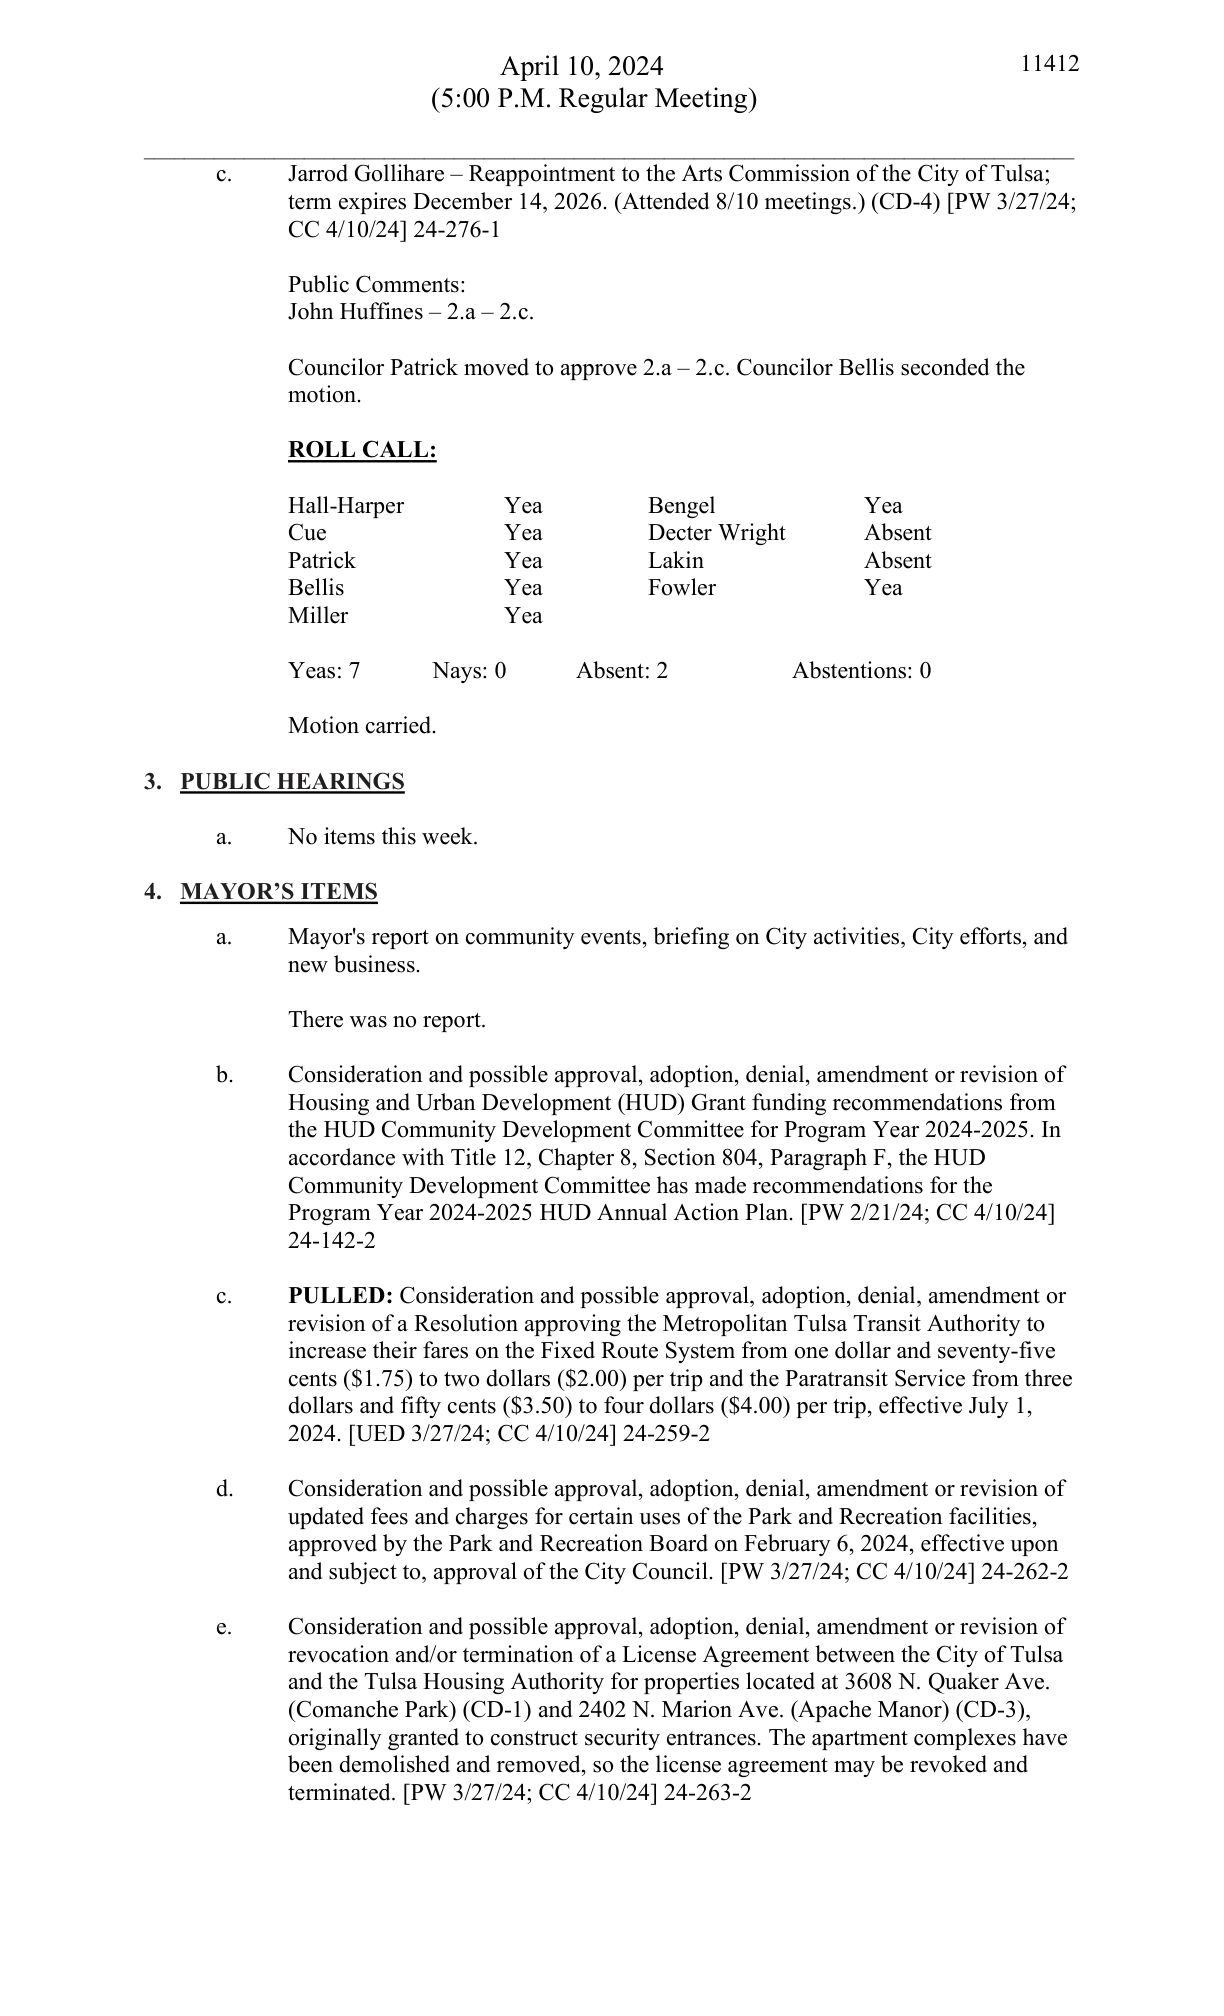 April 10, 2024
11412
(5:00 P.M. Regular Meeting)
c. Jarrod Gollihare – Reappointment to the Arts Commission of the City of Tulsa;
term expires December 14, 2026. (Attended 8/10 meetings.) (CD-4) [PW 3/27/24;
CC 4/10/24] 24-276-1
Public Comments:
John Huffines – 2.a – 2.c.
Councilor Patrick moved to approve 2.a – 2.c. Councilor Bellis seconded the
motion.
ROLL CALL:
Hall-Harper Yea Bengel Yea
Cue Yea Decter Wright Absent
Patrick Yea Lakin Absent
Bellis Yea Fowler Yea
Miller Yea
Yeas: 7 Nays: 0 Absent: 2 Abstentions: 0
Motion carried.
3. PUBLIC HEARINGS
a. No items this week.
4. MAYOR’S ITEMS
a. Mayor's report on community events, briefing on City activities, City efforts, and
new business.
There was no report.
b. Consideration and possible approval, adoption, denial, amendment or revision of
Housing and Urban Development (HUD) Grant funding recommendations from
the HUD Community Development Committee for Program Year 2024-2025. In
accordance with Title 12, Chapter 8, Section 804, Paragraph F, the HUD
Community Development Committee has made recommendations for the
Program Year 2024-2025 HUD Annual Action Plan. [PW 2/21/24; CC 4/10/24]
24-142-2
c. PULLED: Consideration and possible approval, adoption, denial, amendment or
revision of a Resolution approving the Metropolitan Tulsa Transit Authority to
increase their fares on the Fixed Route System from one dollar and seventy-five
cents ($1.75) to two dollars ($2.00) per trip and the Paratransit Service from three
dollars and fifty cents ($3.50) to four dollars ($4.00) per trip, effective July 1,
2024. [UED 3/27/24; CC 4/10/24] 24-259-2
d. Consideration and possible approval, adoption, denial, amendment or revision of
updated fees and charges for certain uses of the Park and Recreation facilities,
approved by the Park and Recreation Board on February 6, 2024, effective upon
and subject to, approval of the City Council. [PW 3/27/24; CC 4/10/24] 24-262-2
e. Consideration and possible approval, adoption, denial, amendment or revision of
revocation and/or termination of a License Agreement between the City of Tulsa
and the Tulsa Housing Authority for properties located at 3608 N. Quaker Ave.
(Comanche Park) (CD-1) and 2402 N. Marion Ave. (Apache Manor) (CD-3),
originally granted to construct security entrances. The apartment complexes have
been demolished and removed, so the license agreement may be revoked and
terminated. [PW 3/27/24; CC 4/10/24] 24-263-2